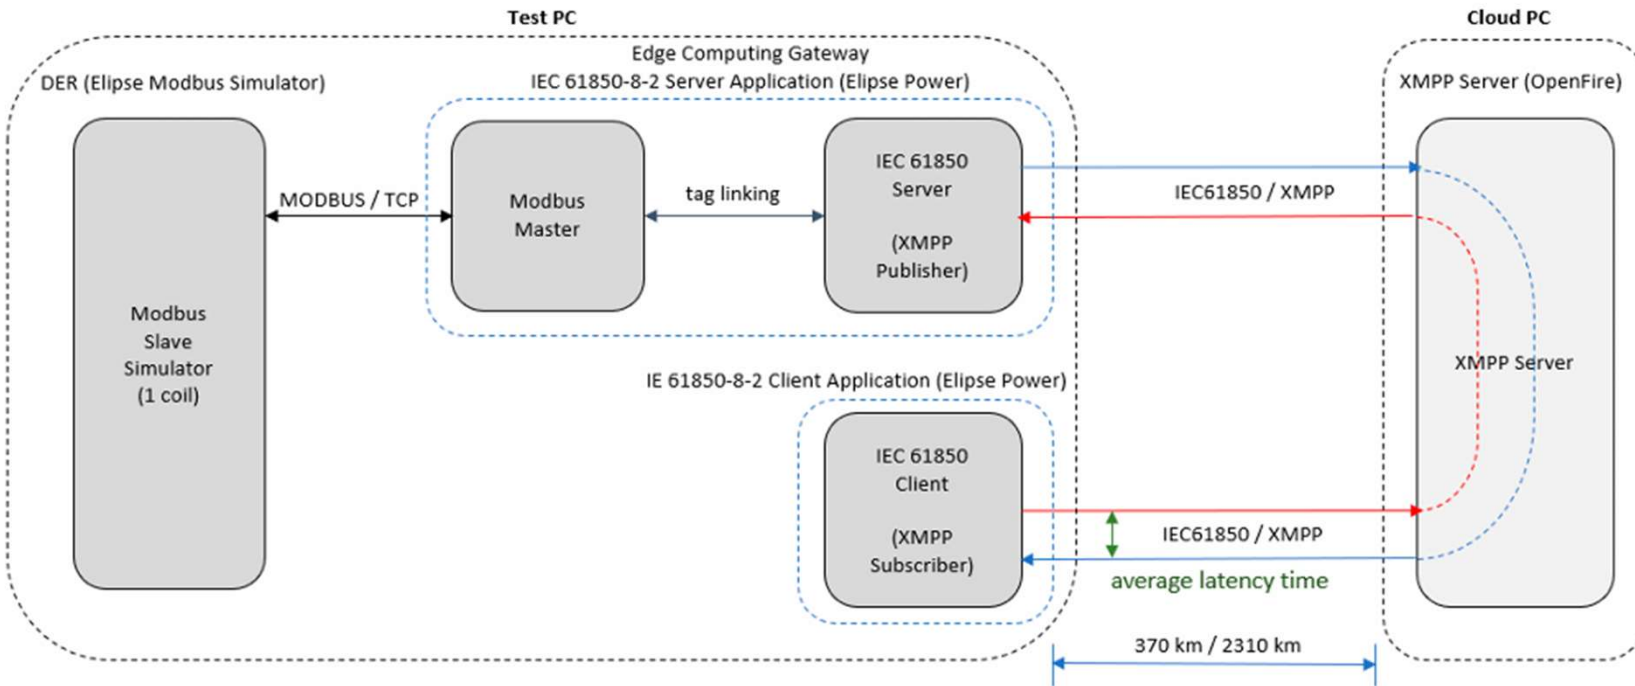 Test PC
Cloud PC
Edge Computing Gateway
DER (Elipse Modbus Simulator)
IEC 61850-8-2 Server Application (Elipse Power)
XMPP Server (OpenFire)
Modbus
Slave
Simulator
(1 coil)
MODBUS / TCP
Modbus
Master
tag linking
IEC 61850
Server
(XMPP
Publisher)
IEC61850 / XMPP
XMPP Server
IE 61850-8-2 Client Application (Elipse Power)
IEC 61850
Client
(XMPP
Subscriber)
IEC61850 / XMPP
average latency time
370 km / 2310 km